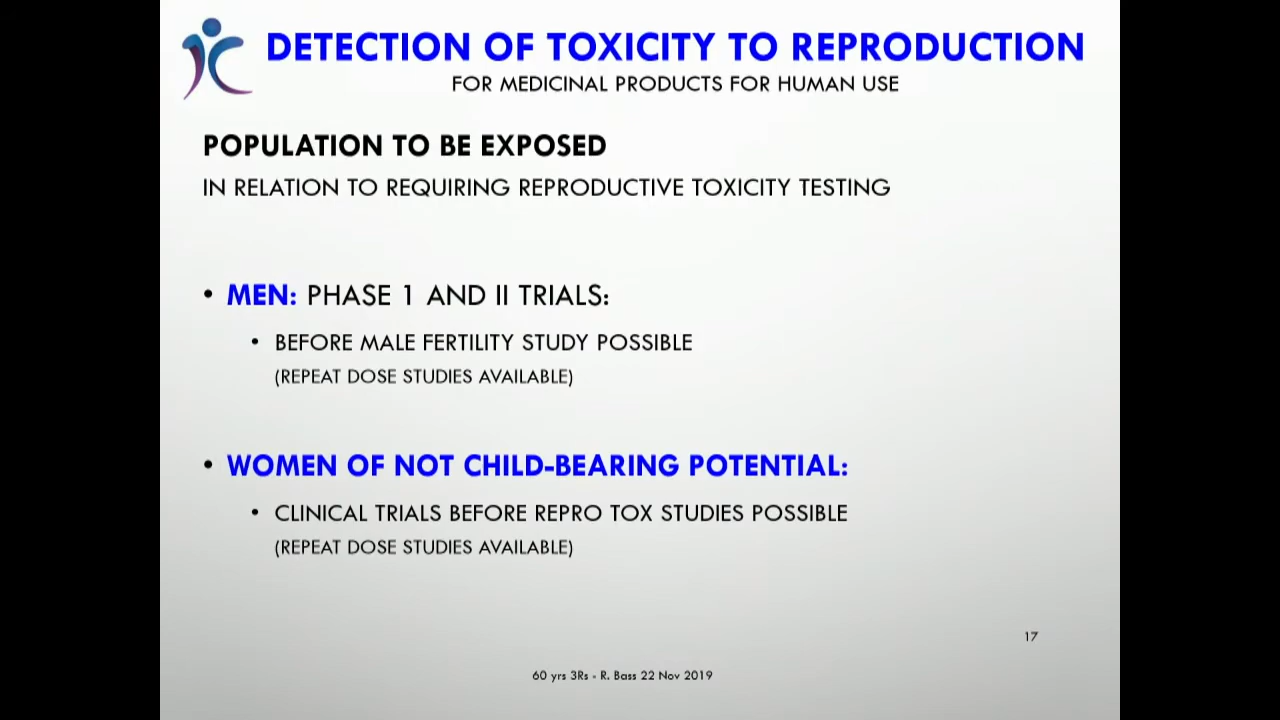 DETECTION OF TOXICITY TO REPRODUCTION
FOR MEDICINAL PRODUCTS FOR HUMAN USE
POPULATION TO BE EXPOSED
IN RELATION TO REQUIRING REPRODUCTIVE TOXICITY TESTING
• MEN: PHASE 1 AND II TRIALS:
• BEFORE MALE FERTILITY STUDY POSSIBLE
(REPEAT DOSE STUDIES AVAILABLE)
• WOMEN OF NOT CHILD-BEARING POTENTIAL:
• CLINICAL TRIALS BEFORE REPRO TOX STUDIES POSSIBLE
(REPEAT DOSE STUDIES AVAILABLE)
17
60 yrs 3Rs - R. Bass 22 Nov 2019